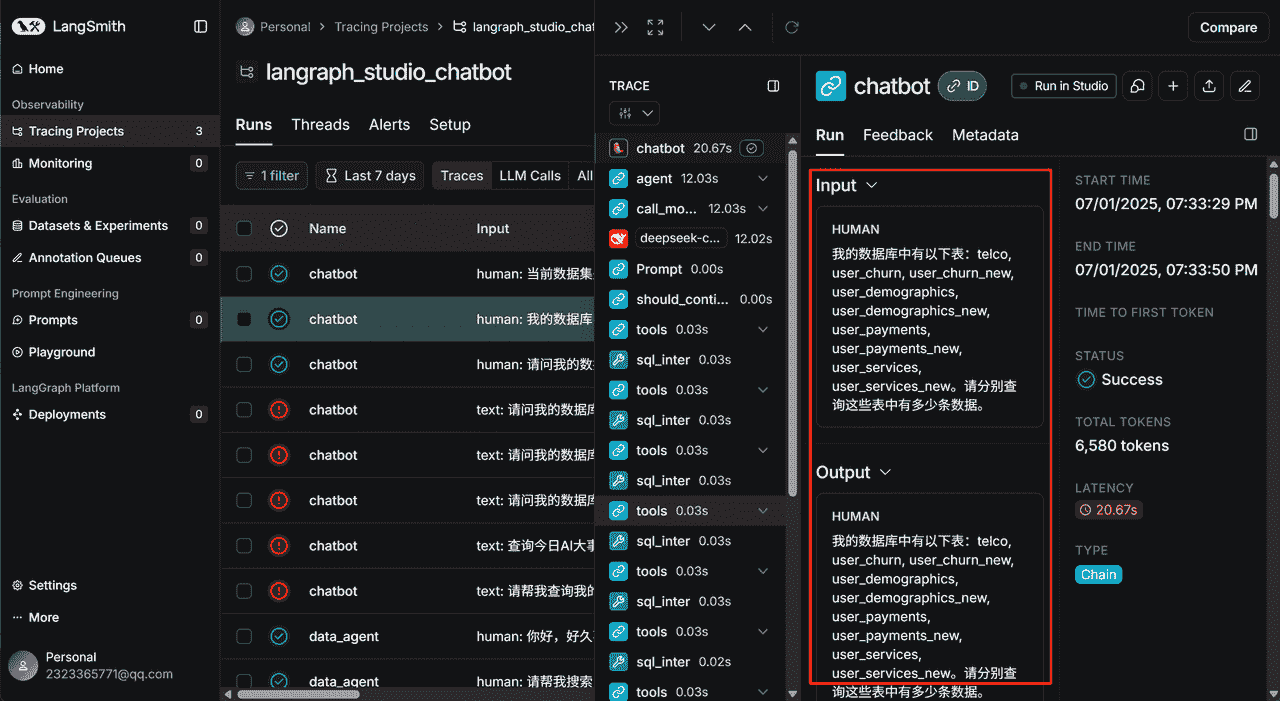 LangSmith
Home
Observability
Tracing Projects 3
Monitoring 0
Evaluation
Datasets & Experiments 0
Annotation Queues 0
Prompt Engineering
Prompts 0
Playground
LangGraph Platform
Deployments 0
Settings
More
Personal
2323365771@qq.com
Personal > Tracing Projects > langraph_studio_chat
langraph_studio_chatbot
Runs Threads Alerts Setup
1 filter Last 7 days Traces LLM Calls All
Name Input
chatbot human: 当前数据集
chatbot human: 我的数据库
chatbot human: 请问我的数
chatbot text: 请问我的数据库
chatbot text: 请问我的数据库
chatbot text: 请问我的数据库
chatbot text: 查询今日AI大事
chatbot text: 请帮我查询我的
data_agent human: 你好，好久
data_agent human: 请帮我搜索
TRACE
chatbot 20.67s
agent 12.03s
call_mo... 12.03s
deepseek-c... 12.02s
Prompt 0.00s
should_conti... 0.00s
tools 0.03s
sql_inter 0.03s
tools 0.03s
sql_inter 0.03s
tools 0.03s
sql_inter 0.03s
tools 0.03s
sql_inter 0.03s
tools 0.03s
sql_inter 0.03s
tools 0.03s
sql_inter 0.02s
tools 0.03s
Compare
chatbot ID Run in Studio
Run Feedback Metadata
Input
HUMAN
我的数据库中有以下表：telco,
user_churn, user_churn_new,
user_demographics,
user_demographics_new,
user_payments,
user_payments_new,
user_services,
user_services_new。请分别查
询这些表中有多少条数据。
Output
HUMAN
我的数据库中有以下表：telco,
user_churn, user_churn_new,
user_demographics,
user_demographics_new,
user_payments,
user_payments_new,
user_services,
user_services_new。请分别查
询这些表中有多少条数据。
START TIME
07/01/2025, 07:33:29 PM
END TIME
07/01/2025, 07:33:50 PM
TIME TO FIRST TOKEN
STATUS
Success
TOTAL TOKENS
6,580 tokens
LATENCY
20.67s
TYPE
Chain